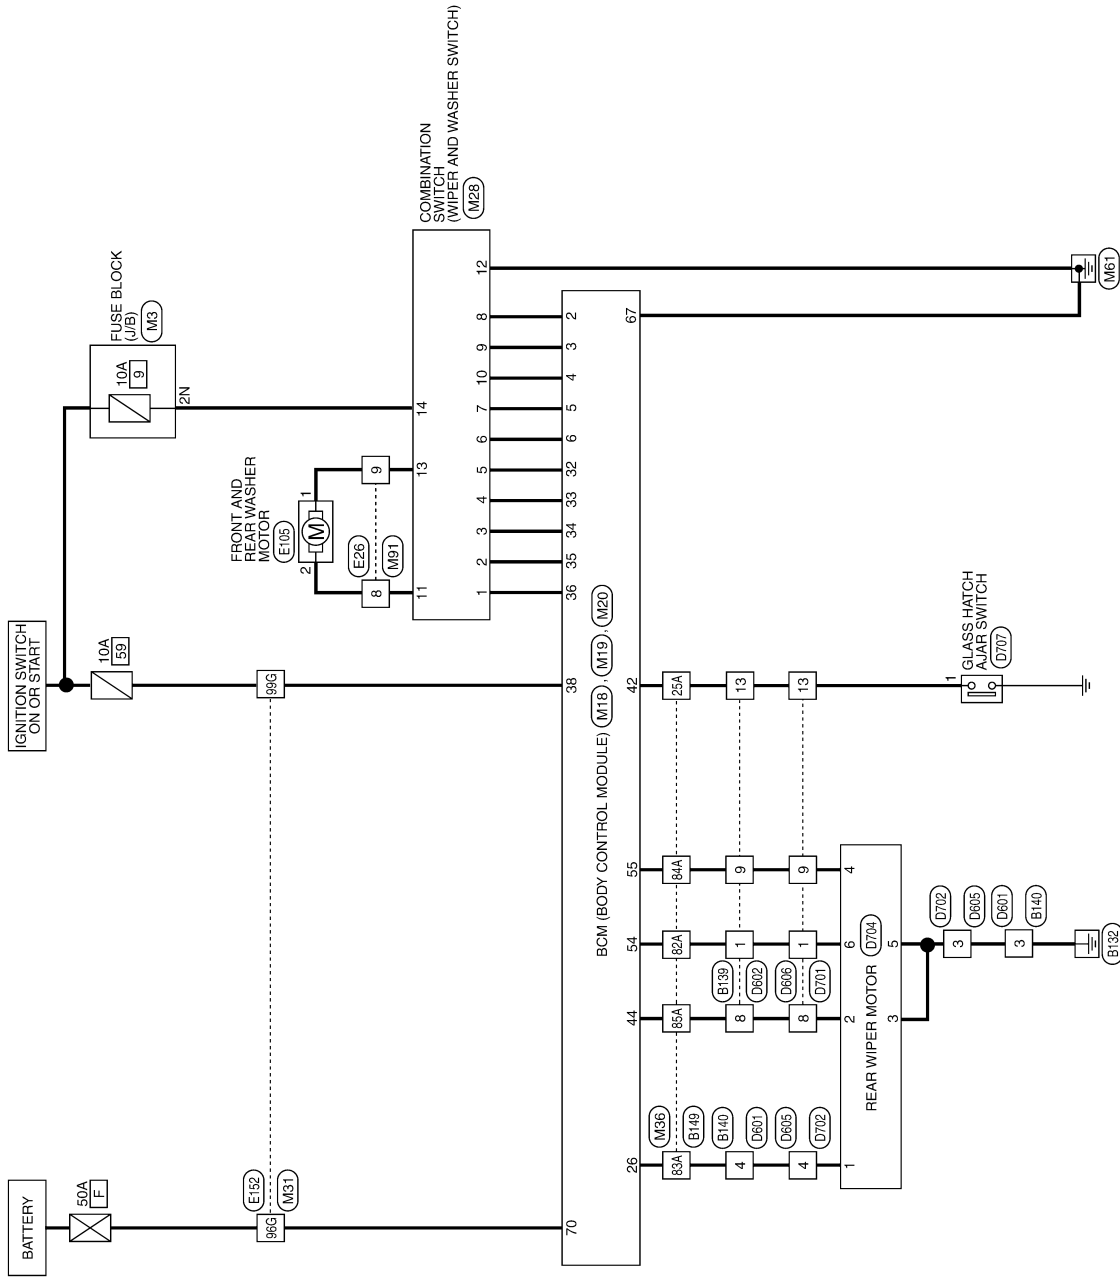 BATTERY
50A
F
E152
96G
M31
IGNITION SWITCH
ON OR START
10A
59
99G
FUSE BLOCK
(J/B)
M3
10A
9
2N
FRONT AND
REAR WASHER
MOTOR
E105
2
M
1
8
E26
M91
9
COMBINATION
SWITCH
(WIPER AND WASHER SWITCH)
M28
11
13
14
1
2
3
4
5
6
7
10
9
8
12
70
38
36
35
34
33
32
6
5
4
3
2
BCM (BODY CONTROL MODULE) M18 , M19 , M20
26
44
54
55
42
67
M36
83A
B149
85A
82A
84A
25A
B140
4
D601
B139
8
D602
1
9
13
D605
4
D702
D606
8
D701
1
9
13
1
2
6
4
REAR WIPER MOTOR D704
3
5
D702
3
D605
D601
3
B140
B132
GLASS HATCH
AJAR SWITCH
D707
1
M61